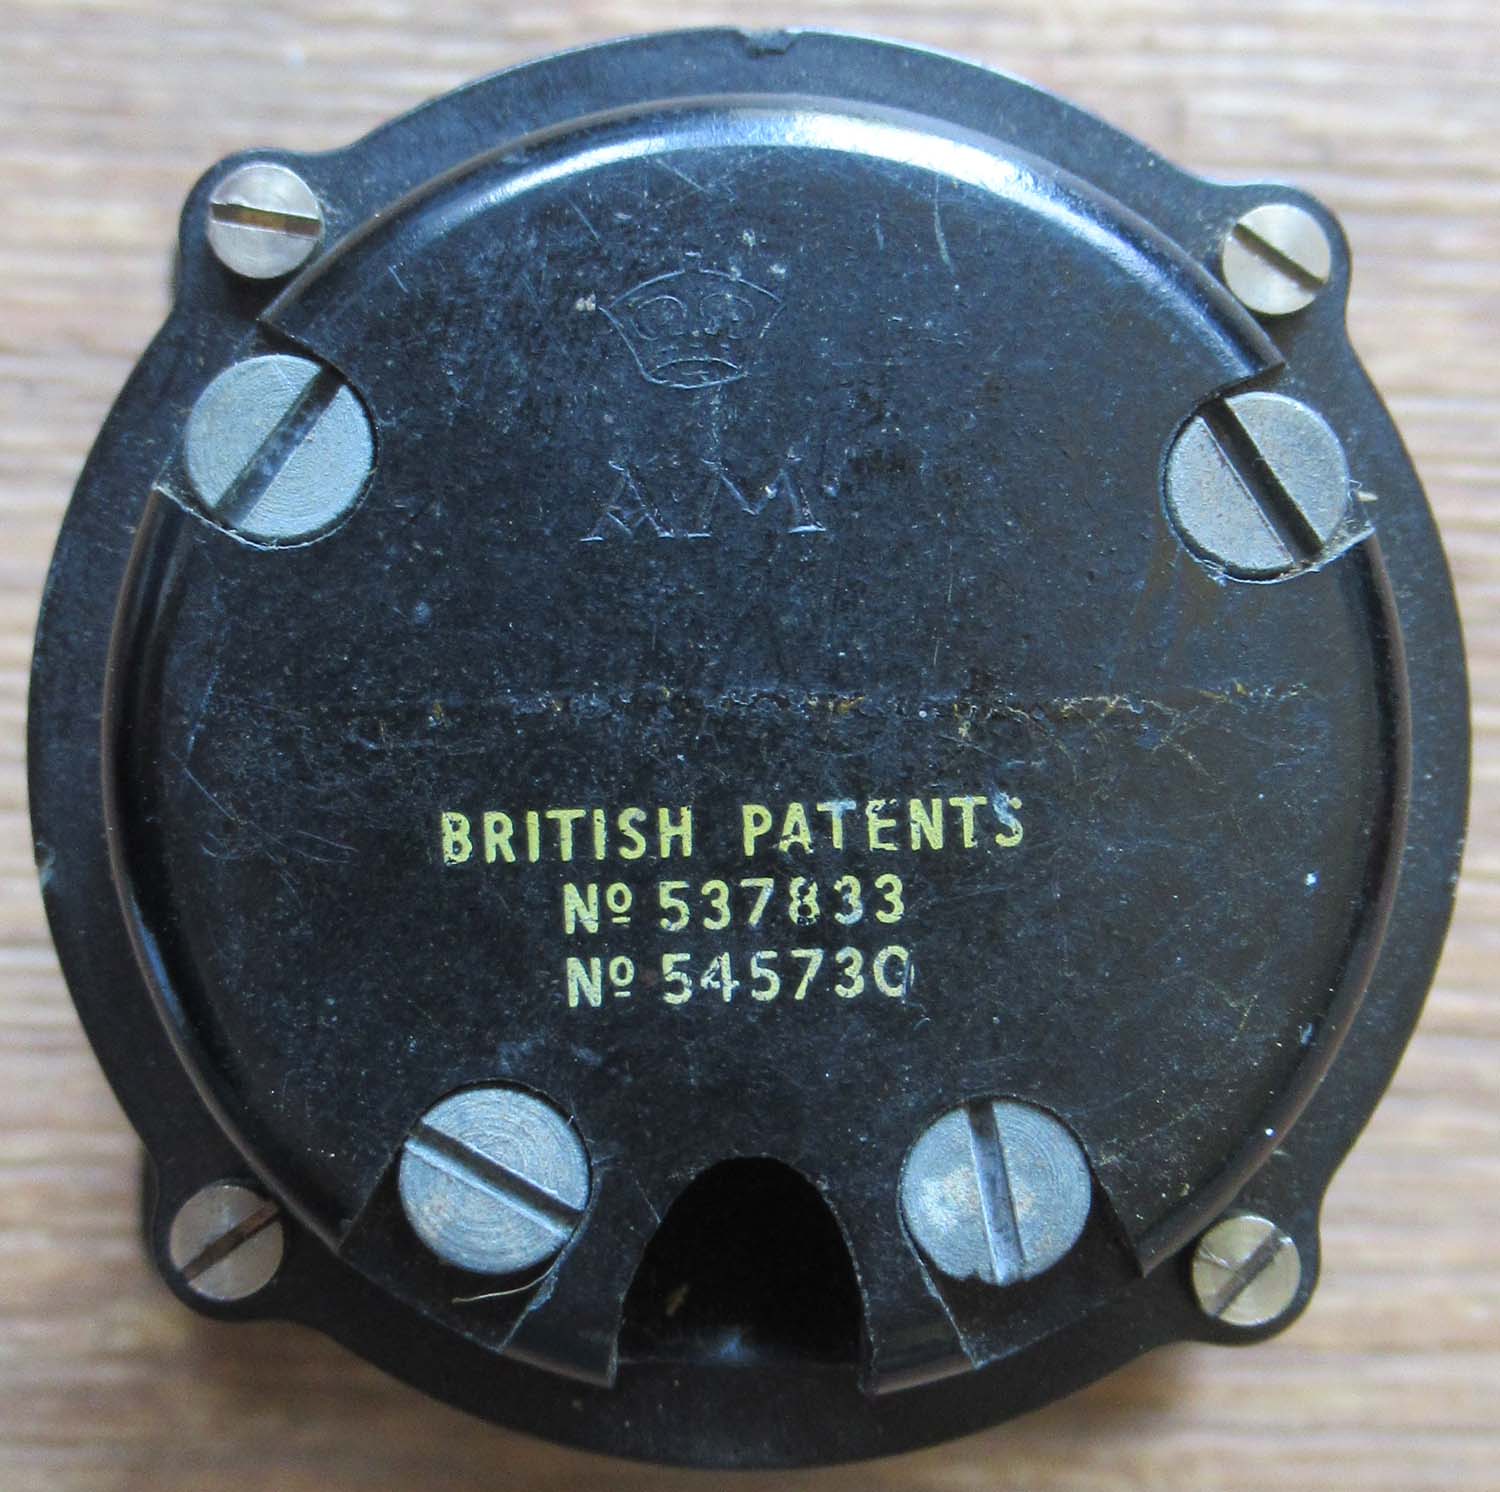 AM
BRITISH PATENTS
Nº 537833
Nº 545730